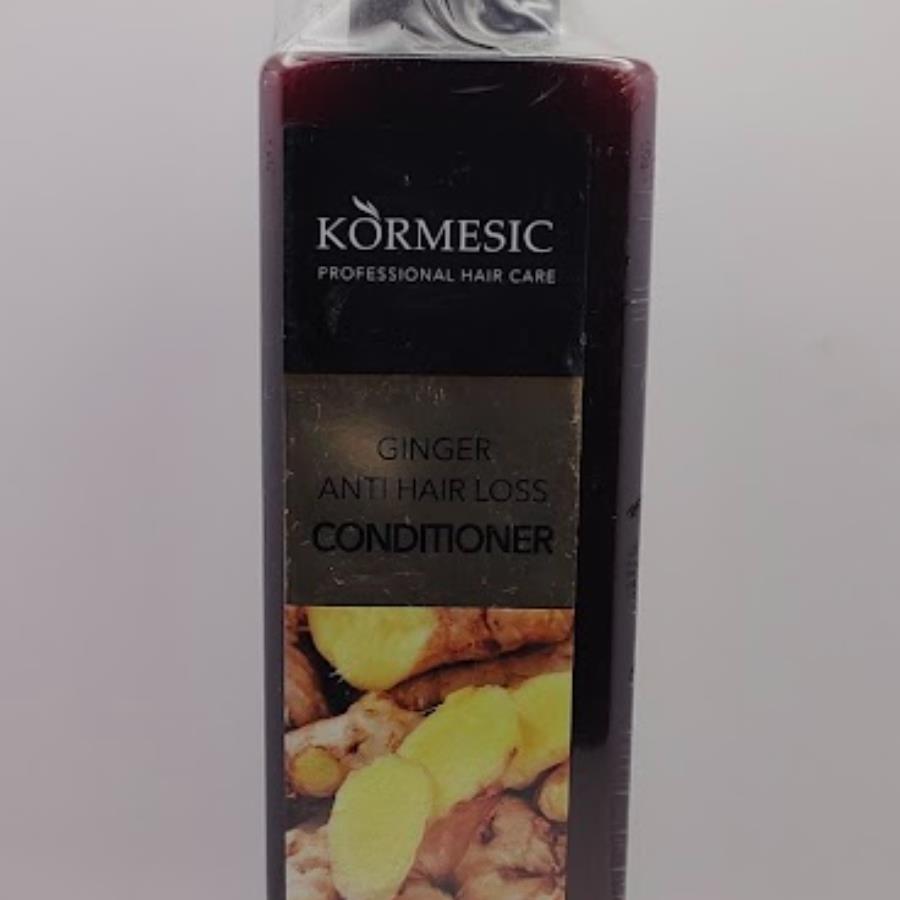 KORMESIC
PROFESSIONAL HAIR CARE
GINGER
ANTI HAIR LOSS
CONDITIONER